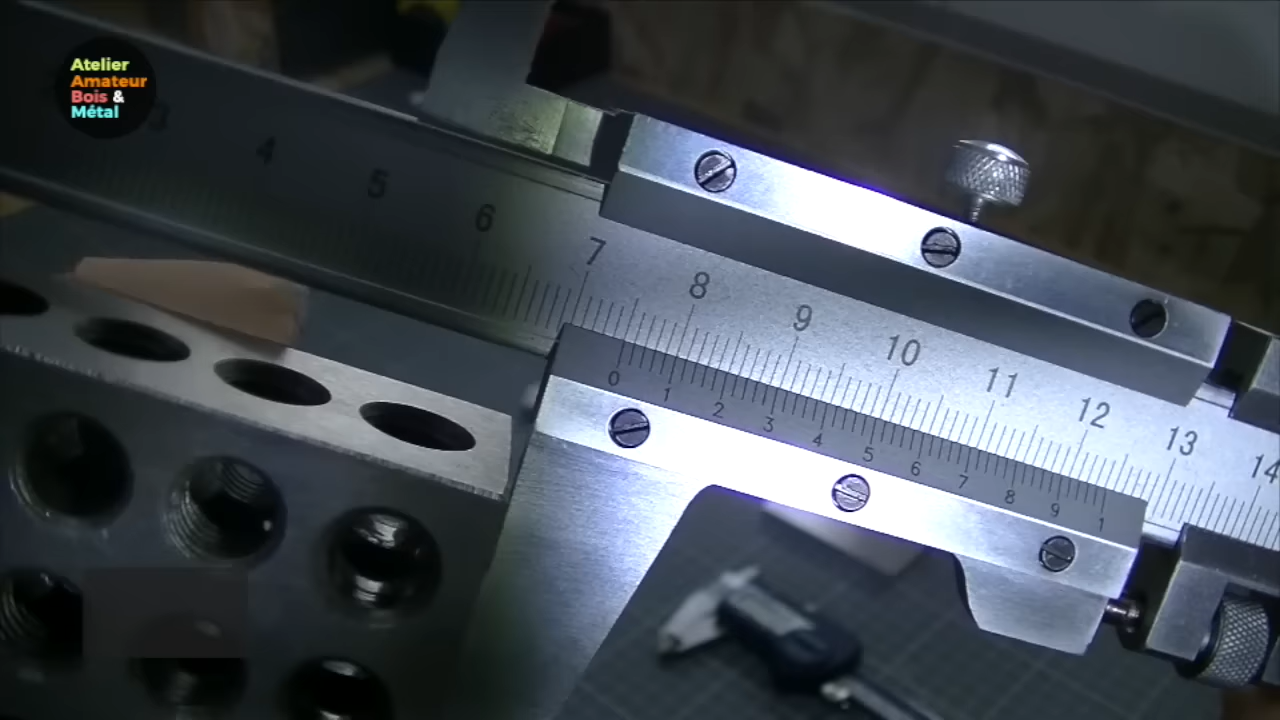 Atelier
Amateur
Bois &
Métal
3 4 5 6 7 8 9 10 11 12 13 14
0 1 2 3 4 5 6 7 8 9 1